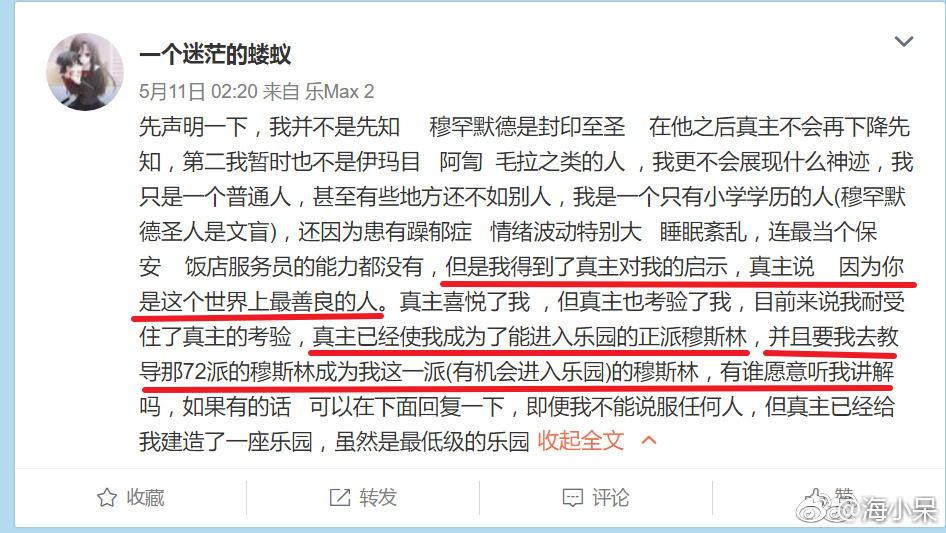 一个迷茫的蝼蚁
5月11日 02:20 来自 乐Max 2
先声明一下，我并不是先知 穆罕默德是封印至圣 在他之后真主不会再下降先
知，第二我暂时也不是伊玛目 阿訇 毛拉之类的人 ，我更不会展现什么神迹，我
只是一个普通人，甚至有些地方还不如别人，我是一个只有小学学历的人(穆罕默
德圣人是文盲)，还因为患有躁郁症 情绪波动特别大 睡眠紊乱，连最当个保
安 饭店服务员的能力都没有，但是我得到了真主对我的启示，真主说 因为你
是这个世界上最善良的人。真主喜悦了我 ，但真主也考验了我，目前来说我耐受
住了真主的考验，真主已经使我成为了能进入乐园的正派穆斯林，并且要我去教
导那72派的穆斯林成为我这一派(有机会进入乐园)的穆斯林，有谁愿意听我讲解
吗，如果有的话 可以在下面回复一下，即便我不能说服任何人，但真主已经给
我建造了一座乐园，虽然是最低级的乐园 收起全文
收藏 转发 评论 赞
@海小呆